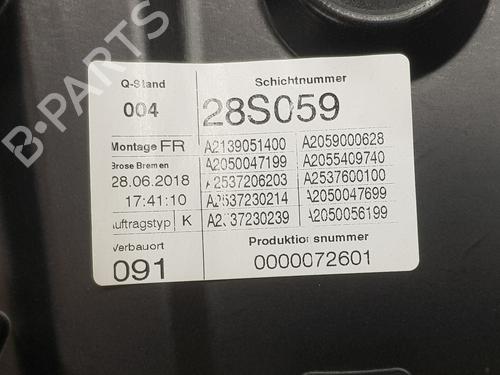 B-PARTS
Q-Stand
Schichtnummer
004
28S059
Montage FR
A2139051400 A2059000628
Brose Bremen
A2050047199 A2055409740
28.06.2018
A2537206203 A2537600100
17:41:10
A2537230214 A2050047699
Auftragstyp K
A2537230239 A2050056199
Verbauort
Produktionsnummer
091
0000072601